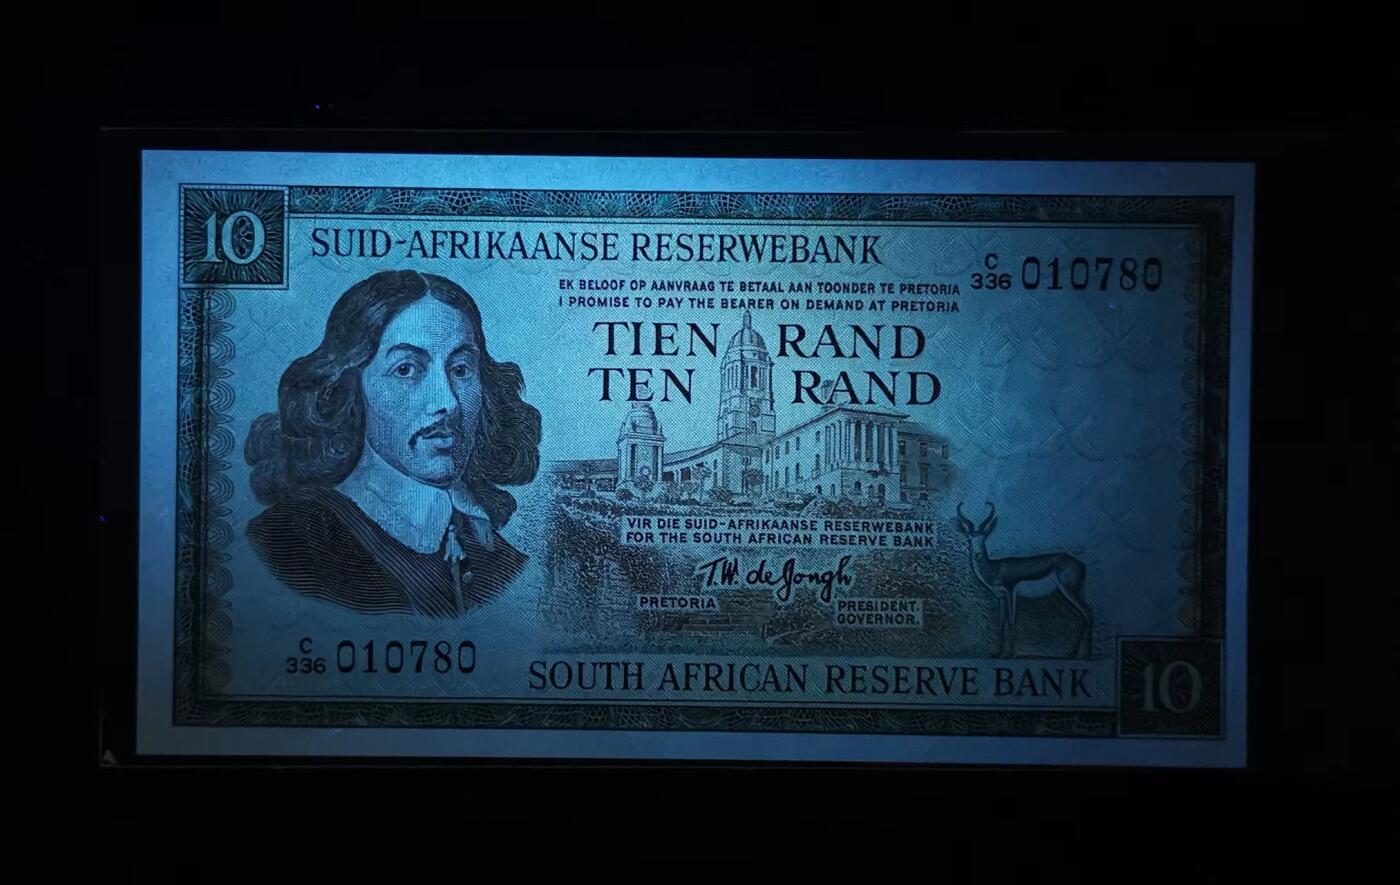 10
SUID-AFRIKAANSE RESERWEBANK
C
336 010780
EK BELOOF OP AANVRAAG TE BETAAL AAN TOONDER TE PRETORIA
I PROMISE TO PAY THE BEARER ON DEMAND AT PRETORIA
TIEN RAND
TEN RAND
VIR DIE SUID-AFRIKAANSE RESERWEBANK
FOR THE SOUTH AFRICAN RESERVE BANK
T.W. de Jongh
PRETORIA
PRESIDENT.
GOVERNOR.
C
336 010780
SOUTH AFRICAN RESERVE BANK
10